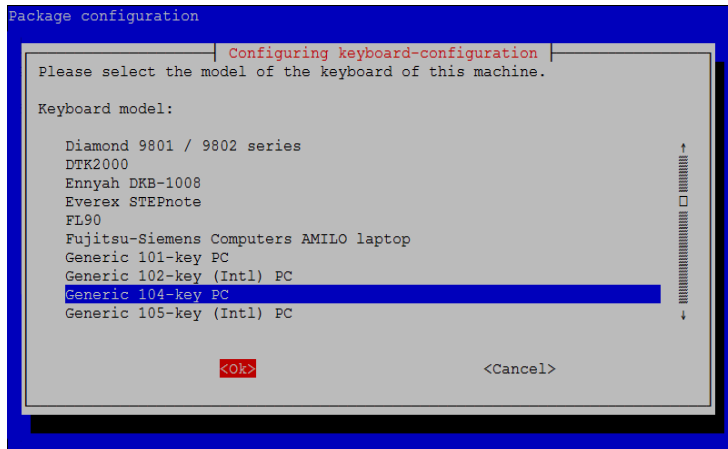 Package configuration
Configuring keyboard-configuration
Please select the model of the keyboard of this machine.
Keyboard model:
Diamond 9801 / 9802 series
DTK2000
Ennyah DKB-1008
Everex STEPnote
FL90
Fujitsu-Siemens Computers AMILO laptop
Generic 101-key PC
Generic 102-key (Intl) PC
Generic 104-key PC
Generic 105-key (Intl) PC
<Ok> <Cancel>